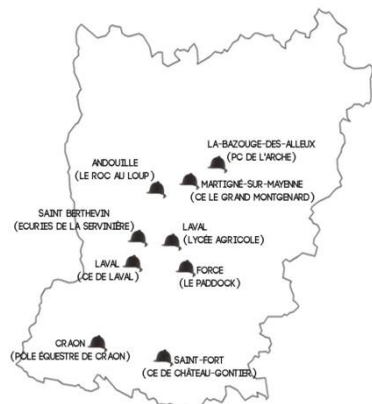 LA-BAZOUGE-DES-ALLEUX
(PC DE L'ARCHE)
ANDOUILLE
(LE ROC AU LOUP)
MARTIGNÉ-SUR-MAYENNE
(CE LE GRAND MONTGENARD)
SAINT BERTHEVIN
(ECURIES DE LA SERVINIÈRE)
LAVAL
(LYCÉE AGRICOLE)
LAVAL
(CE DE LAVAL)
FORCE
(LE PADDOCK)
CRAON
(PÔLE ÉQUESTRE DE CRAON)
SAINT-FORT
(CE DE CHÂTEAU-GONTIER)